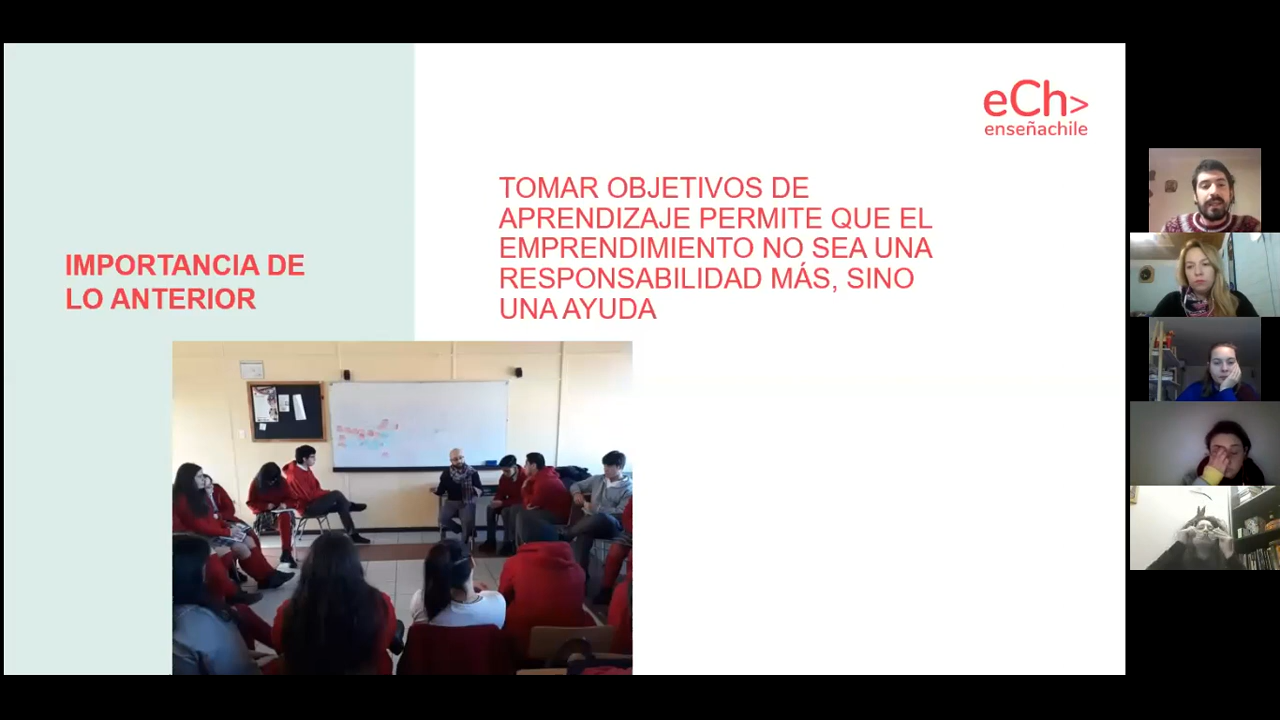 eCh>
enseñachile
TOMAR OBJETIVOS DE
APRENDIZAJE PERMITE QUE EL
EMPRENDIMIENTO NO SEA UNA
RESPONSABILIDAD MÁS, SINO
UNA AYUDA
IMPORTANCIA DE
LO ANTERIOR